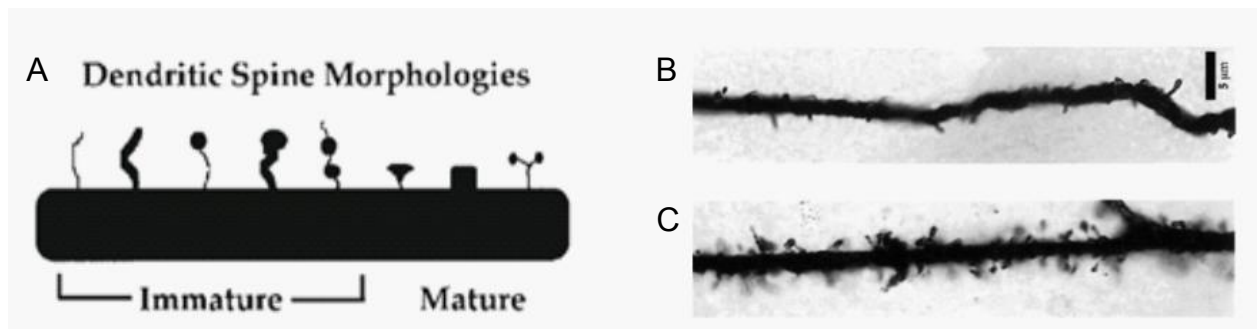 A
Dendritic Spine Morphologies
Immature
Mature
B
5 µm
C